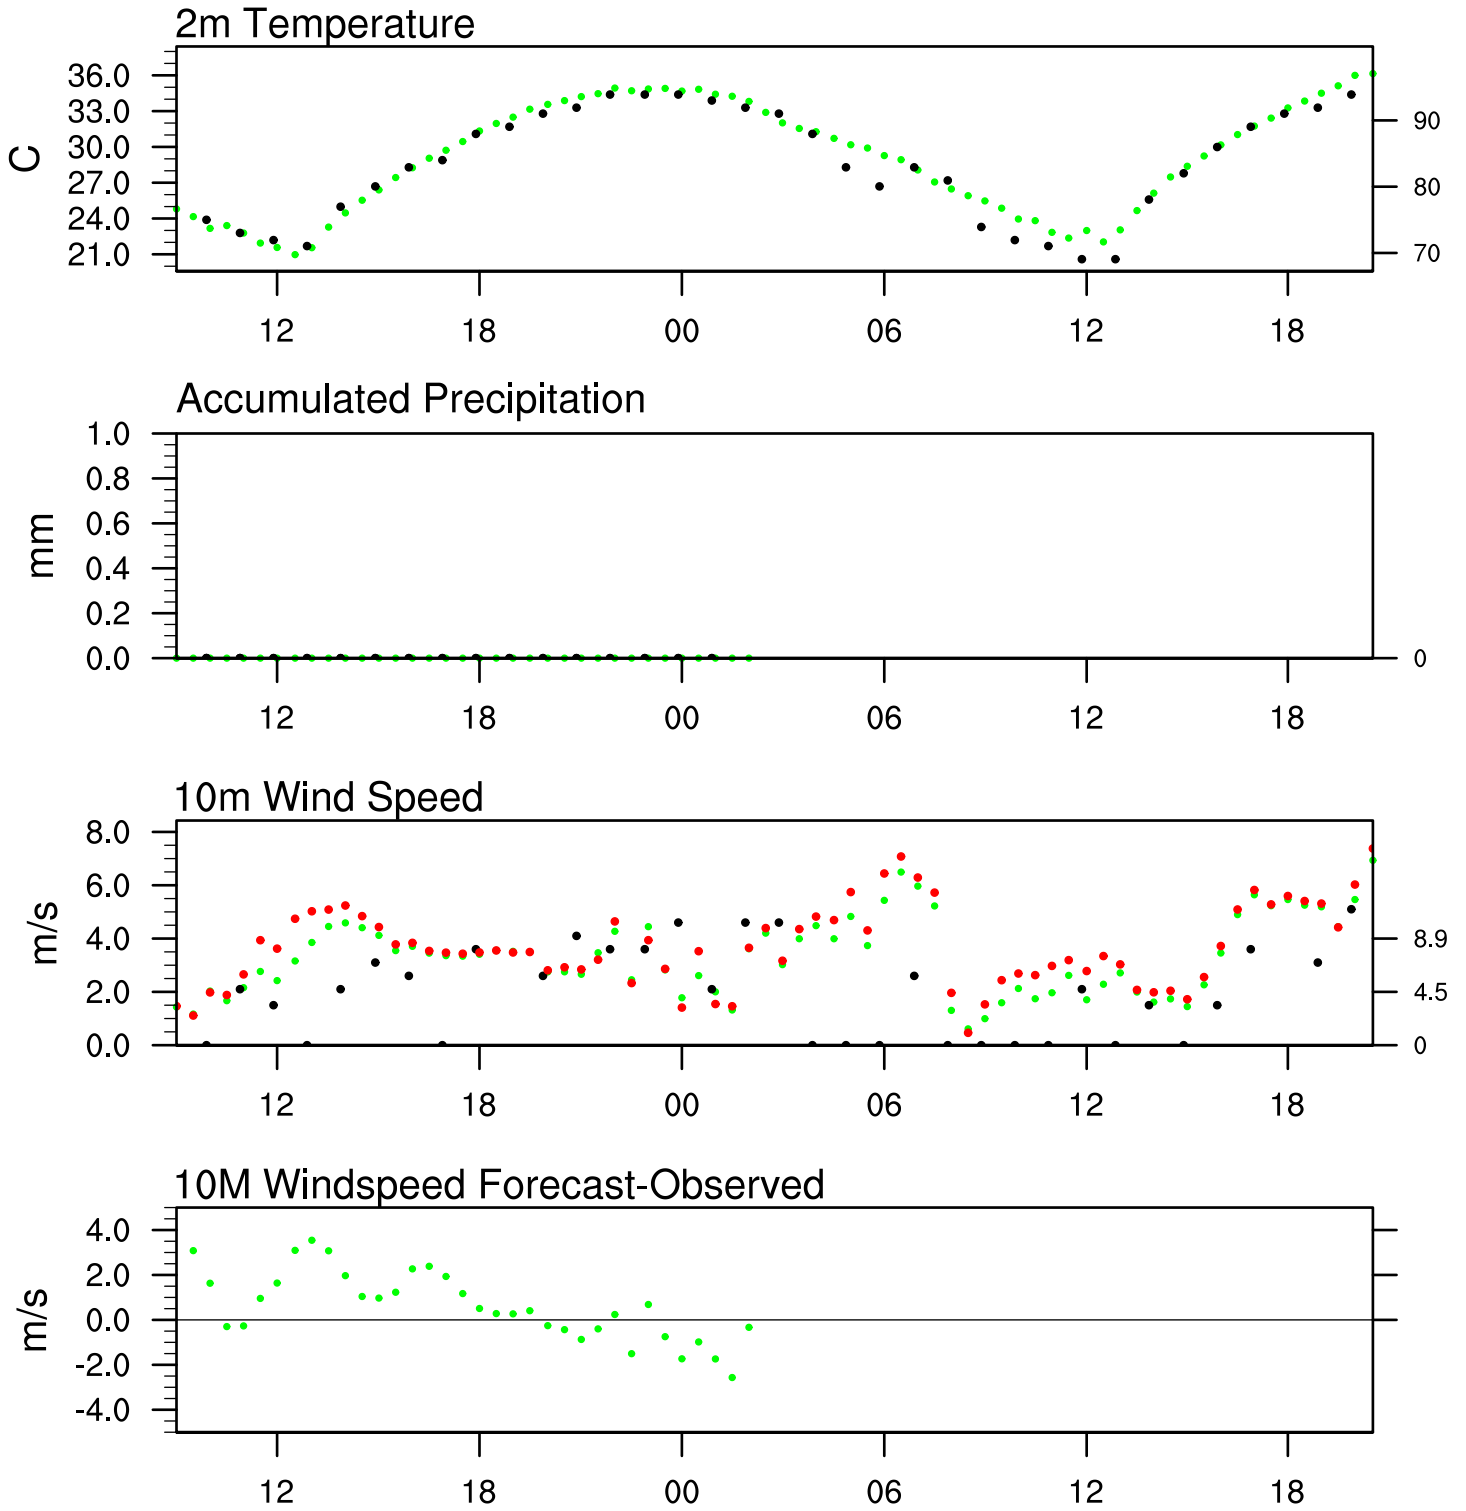 2m Temperature
36.0
33.0
30.0
27.0
24.0
21.0
C
90
80
70
12 18 00 06 12 18
Accumulated Precipitation
1.0
0.8
0.6
0.4
0.2
0.0
mm
0
12 18 00 06 12 18
10m Wind Speed
8.0
6.0
4.0
2.0
0.0
m/s
8.9
4.5
0
12 18 00 06 12 18
10M Windspeed Forecast-Observed
4.0
2.0
0.0
-2.0
-4.0
m/s
12 18 00 06 12 18